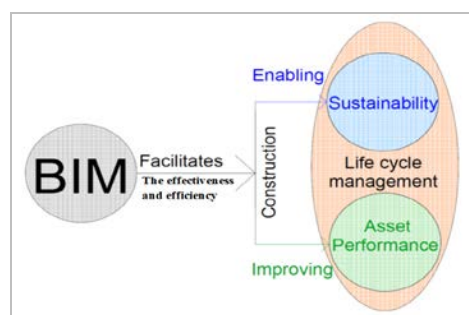 Enabling
Sustainability
BIM
Facilitates
The effectiveness
and efficiency
Construction
Life cycle
management
Asset
Performance
Improving